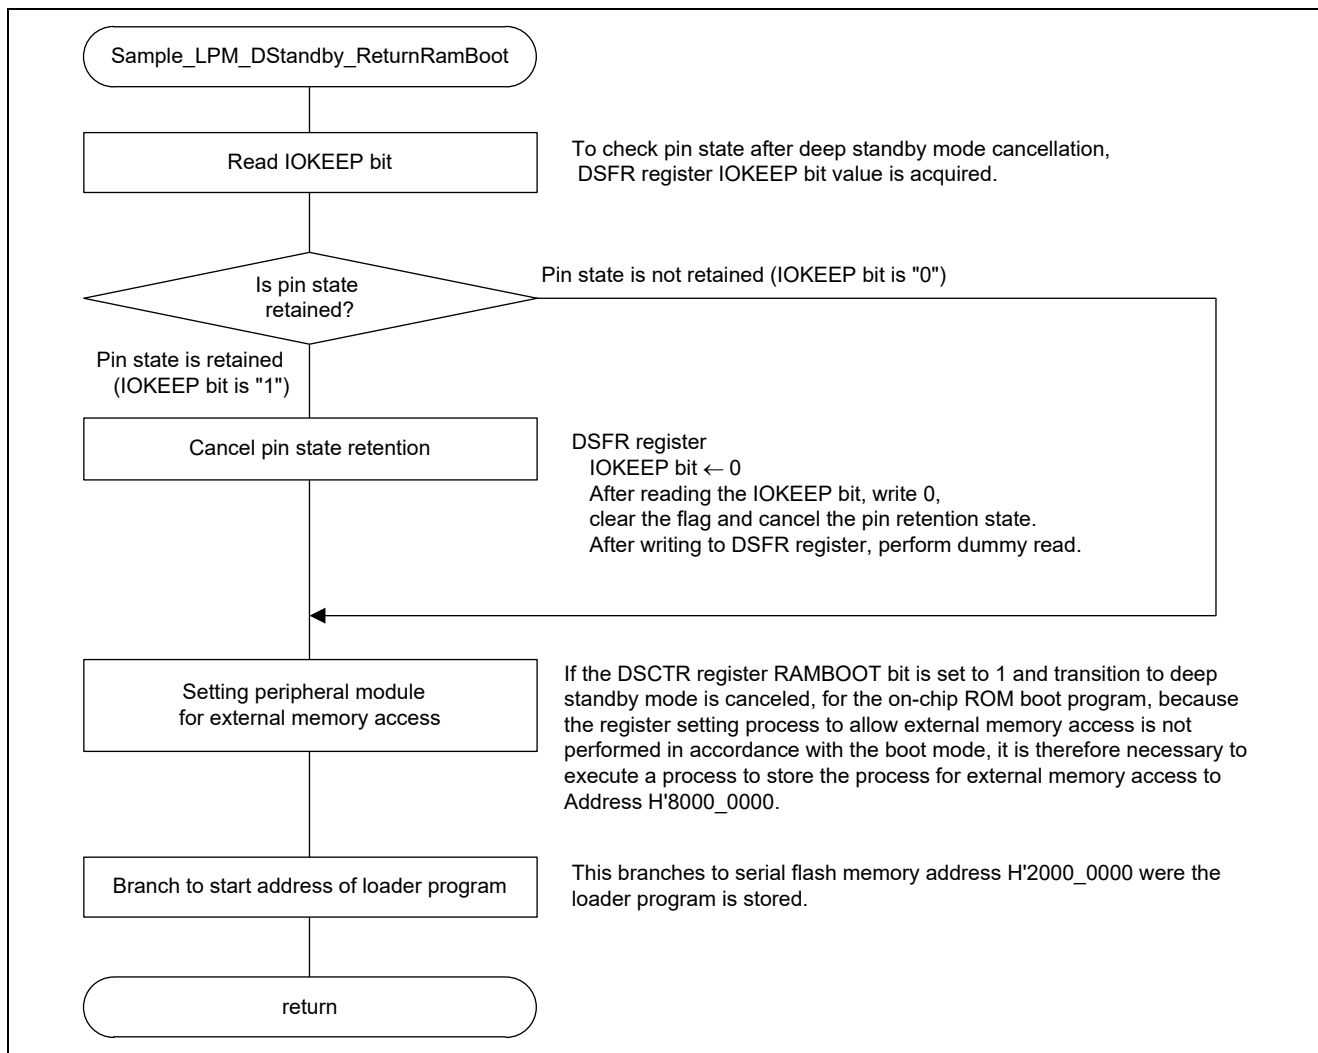 Sample_LPM_DStandby_ReturnRamBoot
Read IOKEEP bit
To check pin state after deep standby mode cancellation,
DSFR register IOKEEP bit value is acquired.
Is pin state
retained?
Pin state is not retained (IOKEEP bit is "0")
Pin state is retained
(IOKEEP bit is "1")
Cancel pin state retention
DSFR register
IOKEEP bit ← 0
After reading the IOKEEP bit, write 0,
clear the flag and cancel the pin retention state.
After writing to DSFR register, perform dummy read.
Setting peripheral module
for external memory access
If the DSCTR register RAMBOOT bit is set to 1 and transition to deep
standby mode is canceled, for the on-chip ROM boot program, because
the register setting process to allow external memory access is not
performed in accordance with the boot mode, it is therefore necessary to
execute a process to store the process for external memory access to
Address H'8000_0000.
Branch to start address of loader program
This branches to serial flash memory address H'2000_0000 were the
loader program is stored.
return